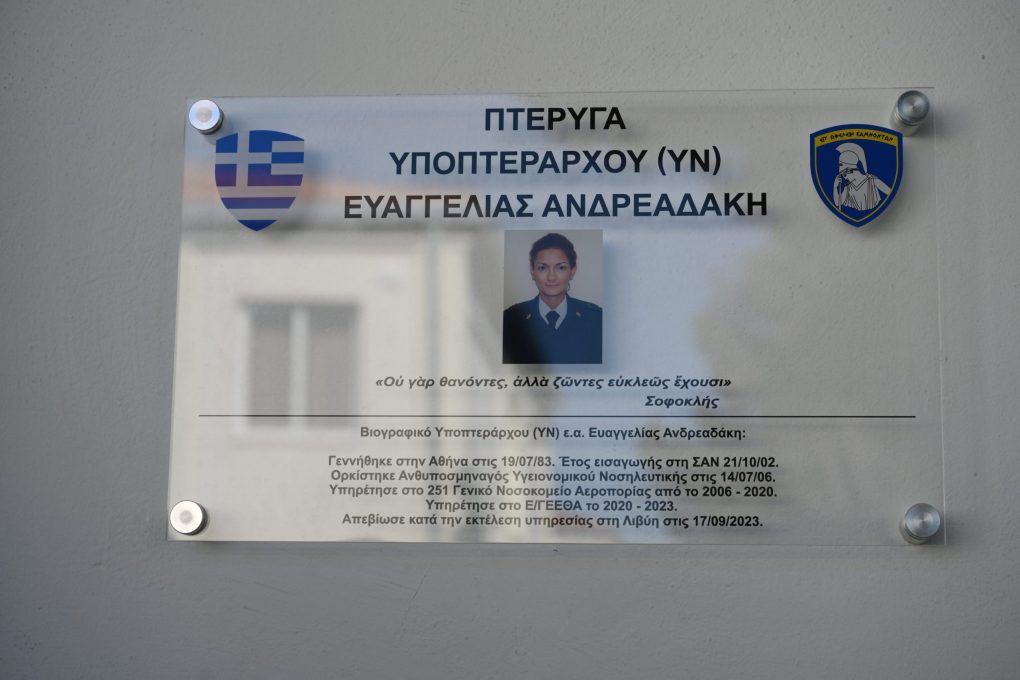 ΠΤΕΡΥΓΑ
ΥΠΟΠΤΕΡΑΡΧΟΥ (ΥΝ)
ΕΥΑΓΓΕΛΙΑΣ ΑΝΔΡΕΑΔΑΚΗ
«Οὐ γὰρ θανόντες, ἀλλὰ ζῶντες εὐκλεῶς ἔχουσι»
Σοφοκλής
Βιογραφικό Υποπτεράρχου (ΥΝ) ε.α. Ευαγγελίας Ανδρεαδάκη:
Γεννήθηκε στην Αθήνα στις 19/07/83. Έτος εισαγωγής στη ΣΑΝ 21/10/02.
Ορκίστηκε Ανθυποσμηναγός Υγειονομικού Νοσηλευτικής στις 14/07/06.
Υπηρέτησε στο 251 Γενικό Νοσοκομείο Αεροπορίας από το 2006 - 2020.
Υπηρέτησε στο Ε/ΓΕΕΘΑ το 2020 - 2023.
Απεβίωσε κατά την εκτέλεση υπηρεσίας στη Λιβύη στις 17/09/2023.